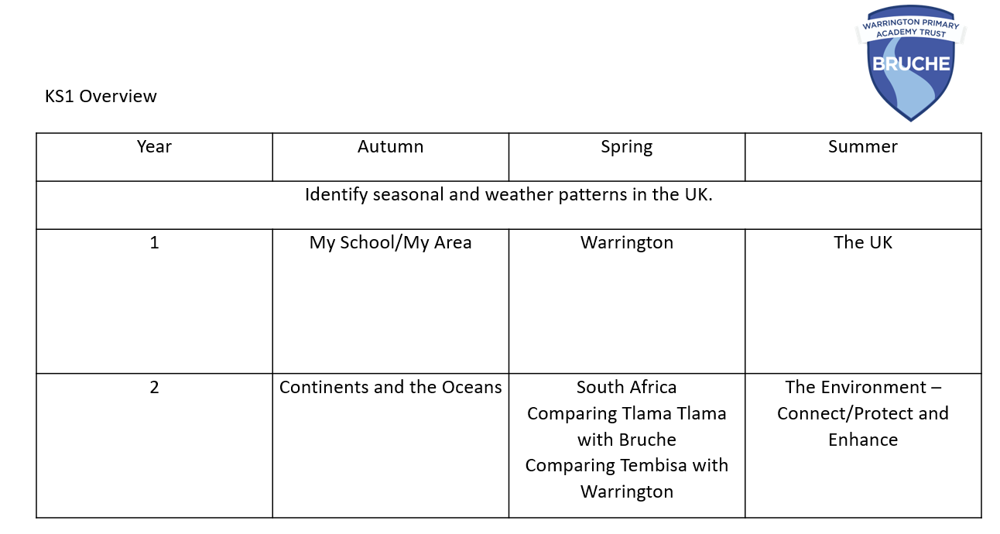 WARRINGTON PRIMARY
ACADEMY TRUST
BRUCHE
KS1 Overview
Year Autumn Spring Summer
Identify seasonal and weather patterns in the UK.
1 My School/My Area Warrington The UK
2 Continents and the Oceans South Africa The Environment –
Comparing Tlama Tlama Connect/Protect and
with Bruche Enhance
Comparing Tembisa with
Warrington